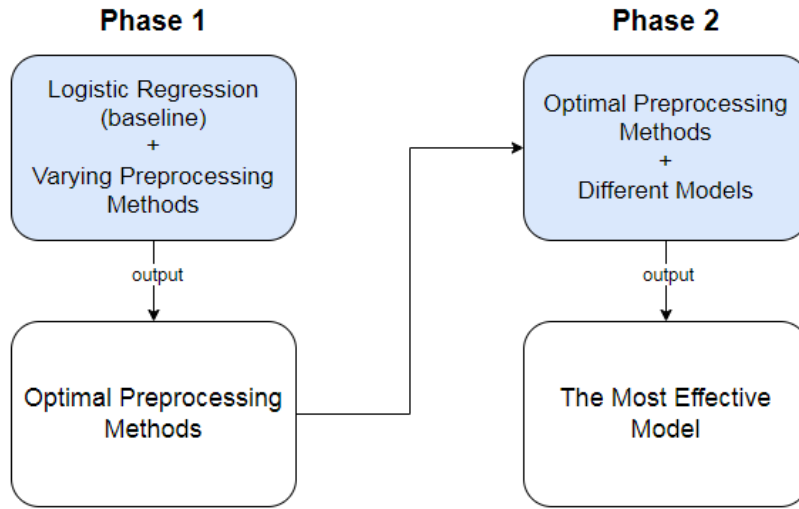 Phase 1
Logistic Regression
(baseline)
+
Varying Preprocessing
Methods
output
Optimal Preprocessing
Methods
Phase 2
Optimal Preprocessing
Methods
+
Different Models
output
The Most Effective
Model